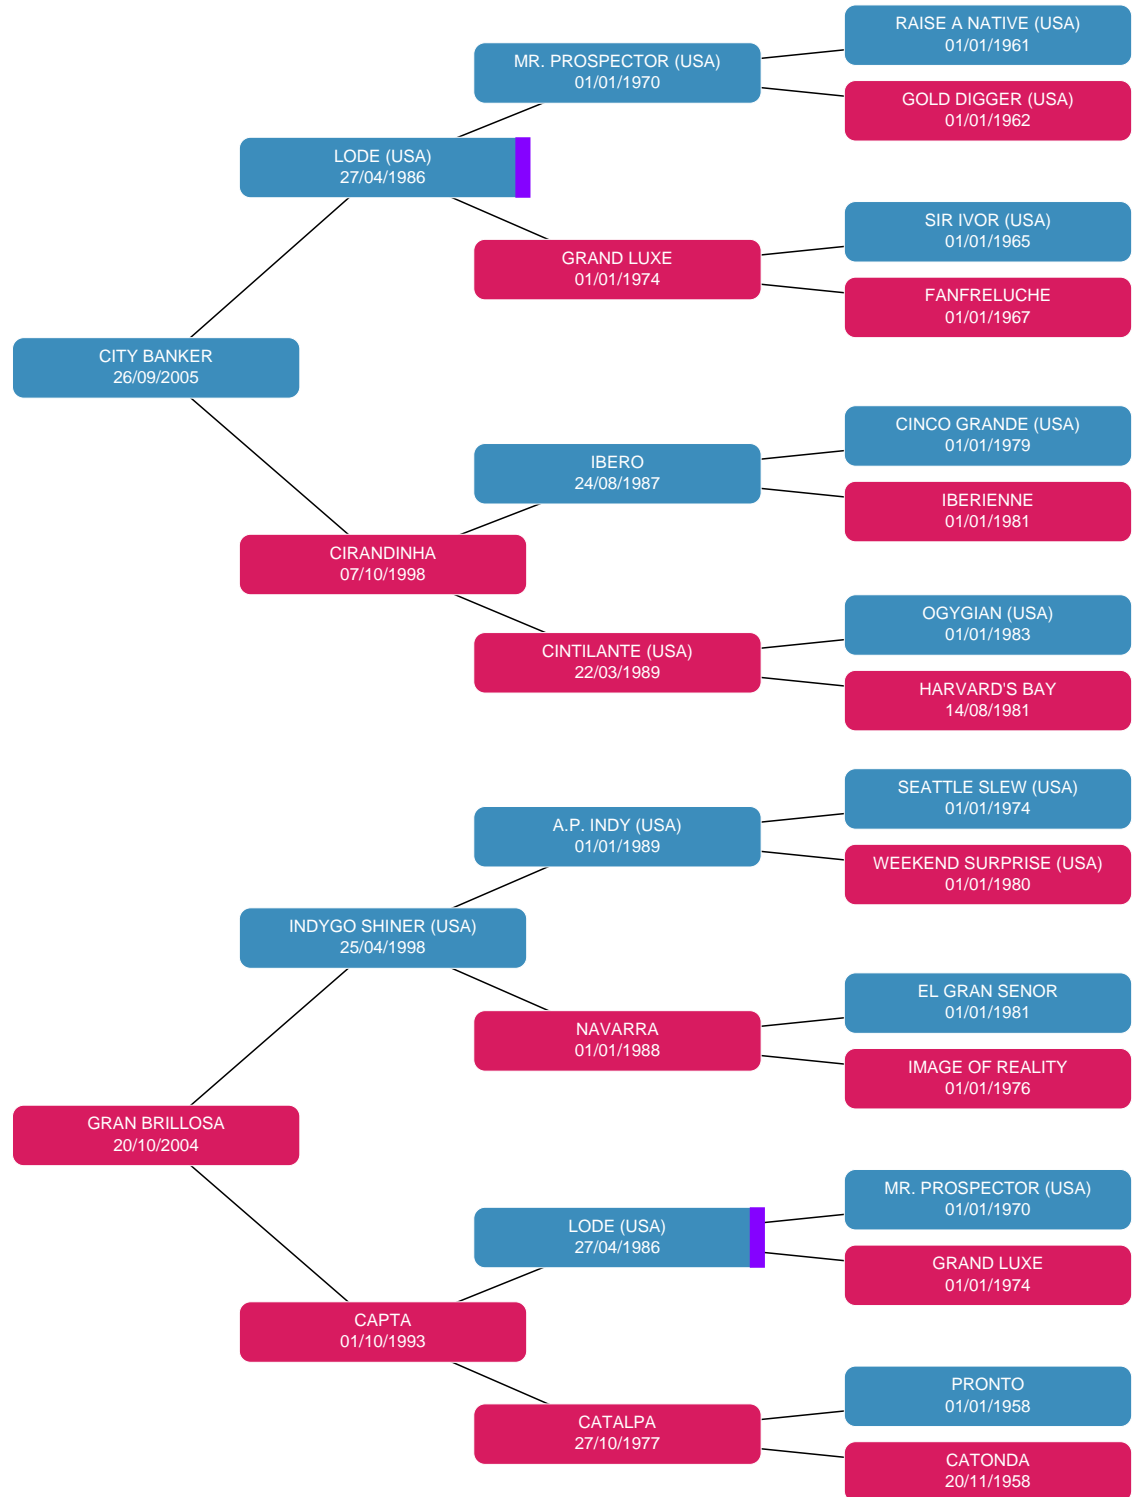 RAISE A NATIVE (USA)
01/01/1961
MR. PROSPECTOR (USA)
01/01/1970
GOLD DIGGER (USA)
01/01/1962
LODE (USA)
27/04/1986
SIR IVOR (USA)
01/01/1965
GRAND LUXE
01/01/1974
FANFRELUCHE
01/01/1967
CITY BANKER
26/09/2005
CINCO GRANDE (USA)
01/01/1979
IBERO
24/08/1987
IBERIENNE
01/01/1981
CIRANDINHA
07/10/1998
OGYGIAN (USA)
01/01/1983
CINTILANTE (USA)
22/03/1989
HARVARD'S BAY
14/08/1981
SEATTLE SLEW (USA)
01/01/1974
A.P. INDY (USA)
01/01/1989
WEEKEND SURPRISE (USA)
01/01/1980
INDYGO SHINER (USA)
25/04/1998
EL GRAN SENOR
01/01/1981
NAVARRA
01/01/1988
IMAGE OF REALITY
01/01/1976
GRAN BRILLOSA
20/10/2004
MR. PROSPECTOR (USA)
01/01/1970
LODE (USA)
27/04/1986
GRAND LUXE
01/01/1974
CAPTA
01/10/1993
PRONTO
01/01/1958
CATALPA
27/10/1977
CATONDA
20/11/1958